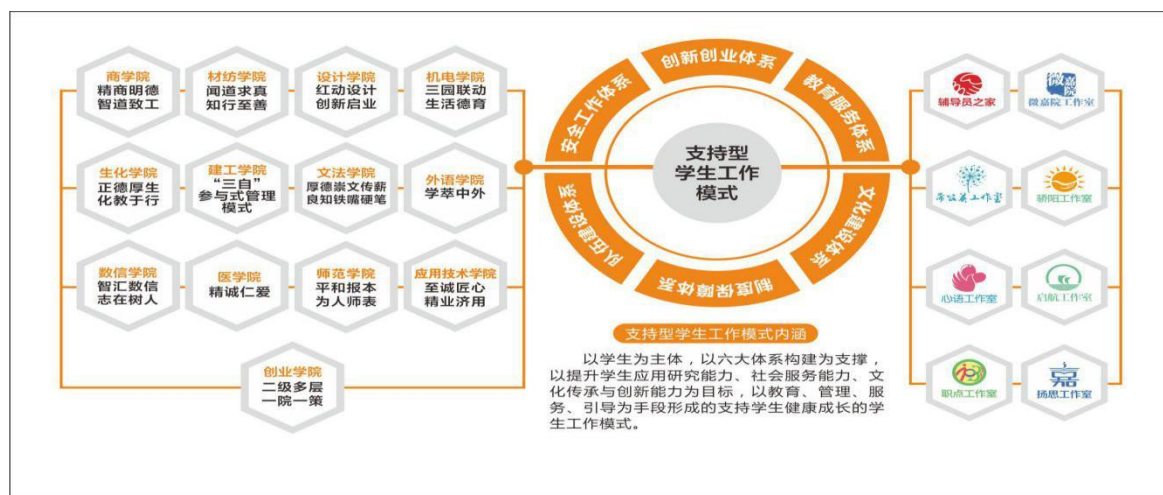 商学院
精商明德
智道致工
材纺学院
闻道求真
知行至善
设计学院
红动设计
创新启业
机电学院
三园联动
生活德育
生化学院
正德厚生
化教于行
建工学院
“三自”
参与式管理
模式
文法学院
厚德崇文传薪
良知铁嘴硬笔
外语学院
学萃中外
数信学院
智汇数信
志在树人
医学院
精诚仁爱
师范学院
平和报本
为人师表
应用技术学院
至诚匠心
精业济用
创业学院
二级多层
一院一策
安全工作体系
创新创业体系
教育服务体系
队伍建设体系
制度保障体系
文化建设体系
支持型
学生工作
模式
支持型学生工作模式内涵
以学生为主体，以六大体系构建为支撑，
以提升学生应用研究能力、社会服务能力、文
化传承与创新能力为目标，以教育、管理、服
务、引导为手段形成的支持学生健康成长的学
生工作模式。
辅导员之家
微嘉院
微嘉院工作室
工作室
骄阳工作室
心语工作室
启航工作室
职点工作室
嘉
扬思工作室